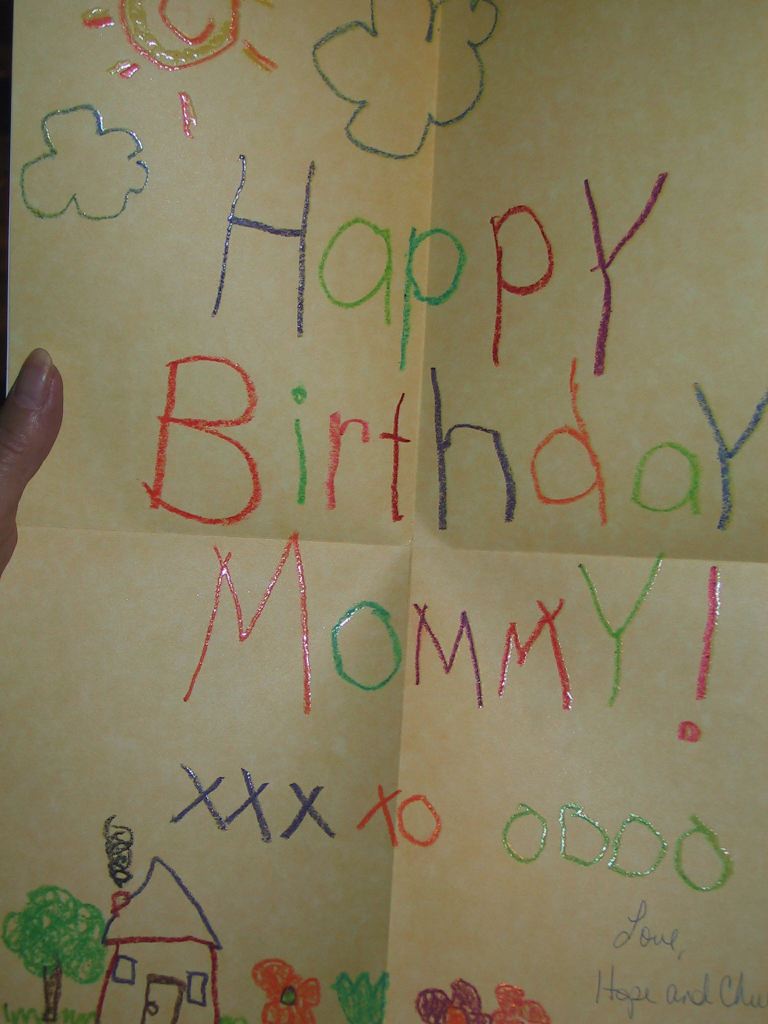 Happy
Birthday
Mommy!
XXX XO OOOO
Love,
Hope and